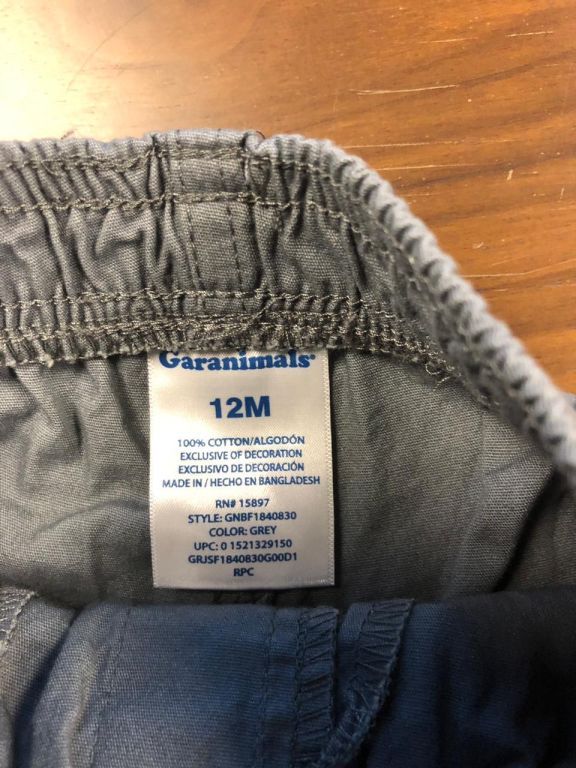 Garanimals®
12M
100% COTTON/ALGODÓN
EXCLUSIVE OF DECORATION
EXCLUSIVO DE DECORACIÓN
MADE IN / HECHO EN BANGLADESH
RN# 15897
STYLE: GNBF1840830
COLOR: GREY
UPC: 0 1521329150
GRJSF1840830G00D1
RPC